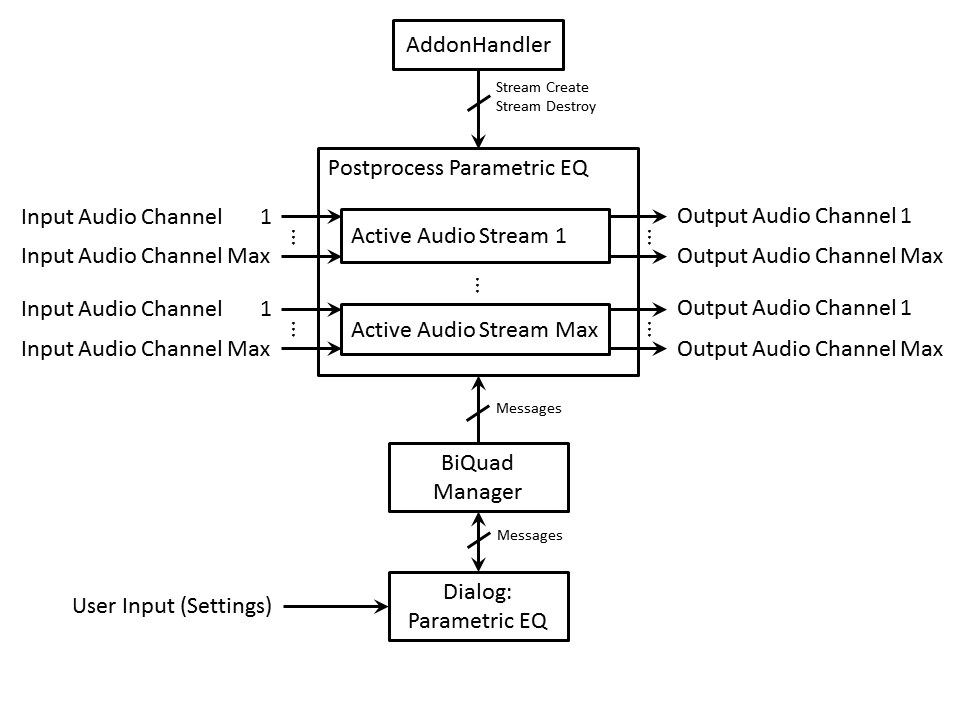 AddonHandler
Stream Create
Stream Destroy
Postprocess Parametric EQ
Input Audio Channel 1
Active Audio Stream 1
Output Audio Channel 1
Input Audio Channel Max
Output Audio Channel Max
Input Audio Channel 1
Active Audio Stream Max
Output Audio Channel 1
Input Audio Channel Max
Output Audio Channel Max
Messages
BiQuad
Manager
Messages
User Input (Settings)
Dialog:
Parametric EQ